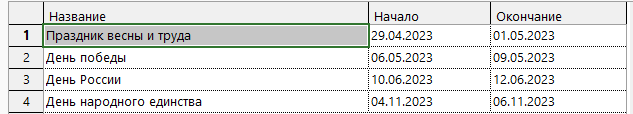 Название Начало Окончание
1 Праздник весны и труда 29.04.2023 01.05.2023
2 День победы 06.05.2023 09.05.2023
3 День России 10.06.2023 12.06.2023
4 День народного единства 04.11.2023 06.11.2023